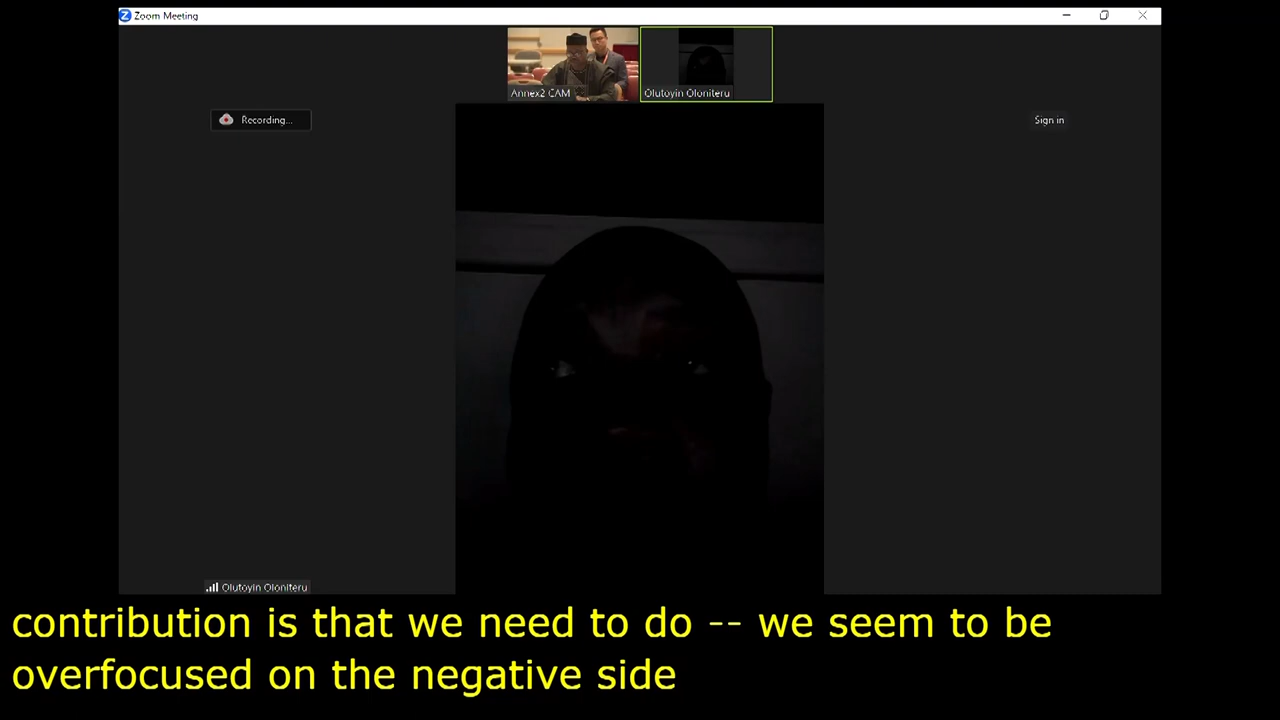 Zoom Meeting
Annex2 CAM
Olutoyin Oloniteru
Recording...
Sign in
Olutoyin Oloniteru
contribution is that we need to do -- we seem to be
overfocused on the negative side